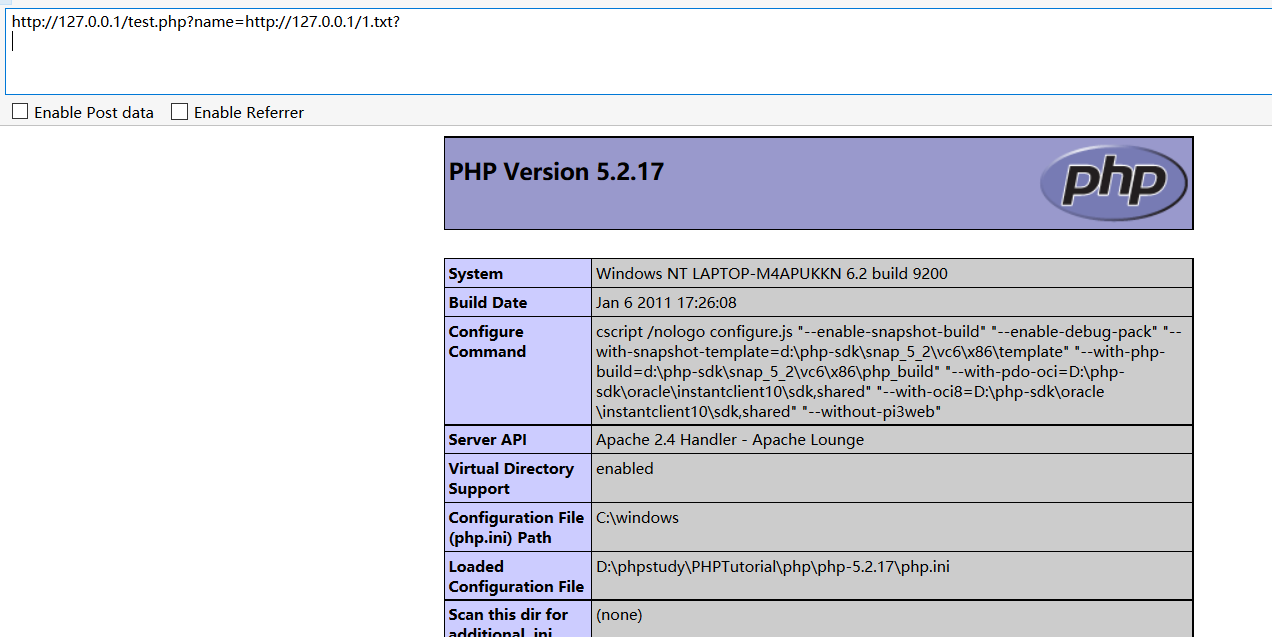 http://127.0.0.1/test.php?name=http://127.0.0.1/1.txt?
Enable Post data Enable Referrer
PHP Version 5.2.17
php
System Windows NT LAPTOP-M4APUKKN 6.2 build 9200
Build Date Jan 6 2011 17:26:08
Configure cscript /nologo configure.js "--enable-snapshot-build" "--enable-debug-pack" "--
Command with-snapshot-template=d:\php-sdk\snap_5_2\vc6\x86\template" "--with-php-
build=d:\php-sdk\snap_5_2\vc6\x86\php_build" "--with-pdo-oci=D:\php-
sdk\oracle\instantclient10\sdk,shared" "--with-oci8=D:\php-sdk\oracle
\instantclient10\sdk,shared" "--without-pi3web"
Server API Apache 2.4 Handler - Apache Lounge
Virtual Directory enabled
Support
Configuration File C:\windows
(php.ini) Path
Loaded D:\phpstudy\PHPTutorial\php\php-5.2.17\php.ini
Configuration File
Scan this dir for (none)
additional .ini